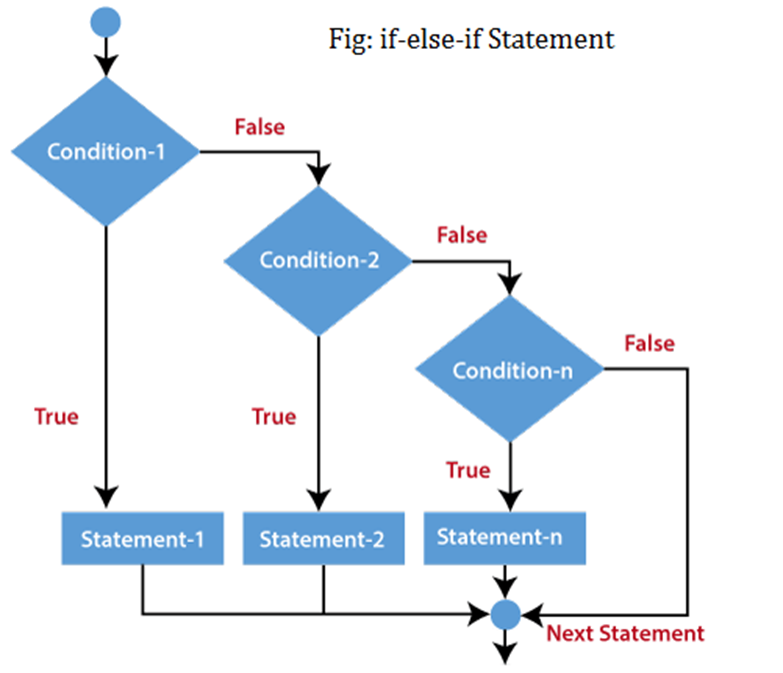 Fig: if-else-if Statement
False
Condition-1
False
Condition-2
False
Condition-n
True
True
True
Statement-1
Statement-2
Statement-n
Next Statement